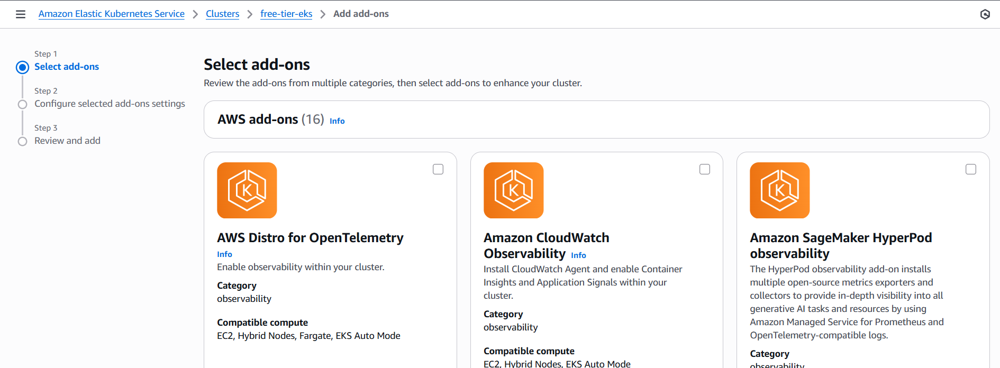 Amazon Elastic Kubernetes Service > Clusters > free-tier-eks > Add add-ons
Step 1
Select add-ons
Step 2
Configure selected add-ons settings
Step 3
Review and add
Select add-ons
Review the add-ons from multiple categories, then select add-ons to enhance your cluster.
AWS add-ons (16) Info
K
AWS Distro for OpenTelemetry
Info
Enable observability within your cluster.
Category
observability
Compatible compute
EC2, Hybrid Nodes, Fargate, EKS Auto Mode
K
Amazon CloudWatch
Observability Info
Install CloudWatch Agent and enable Container
Insights and Application Signals within your
cluster.
Category
observability
Compatible compute
EC2, Hybrid Nodes, EKS Auto Mode
K
Amazon SageMaker HyperPod
observability
The HyperPod observability add-on installs
multiple open-source metrics exporters and
collectors to provide in-depth visibility into all
generative AI tasks and resources by using
Amazon Managed Service for Prometheus and
OpenTelemetry-compatible logs.
Category
observability